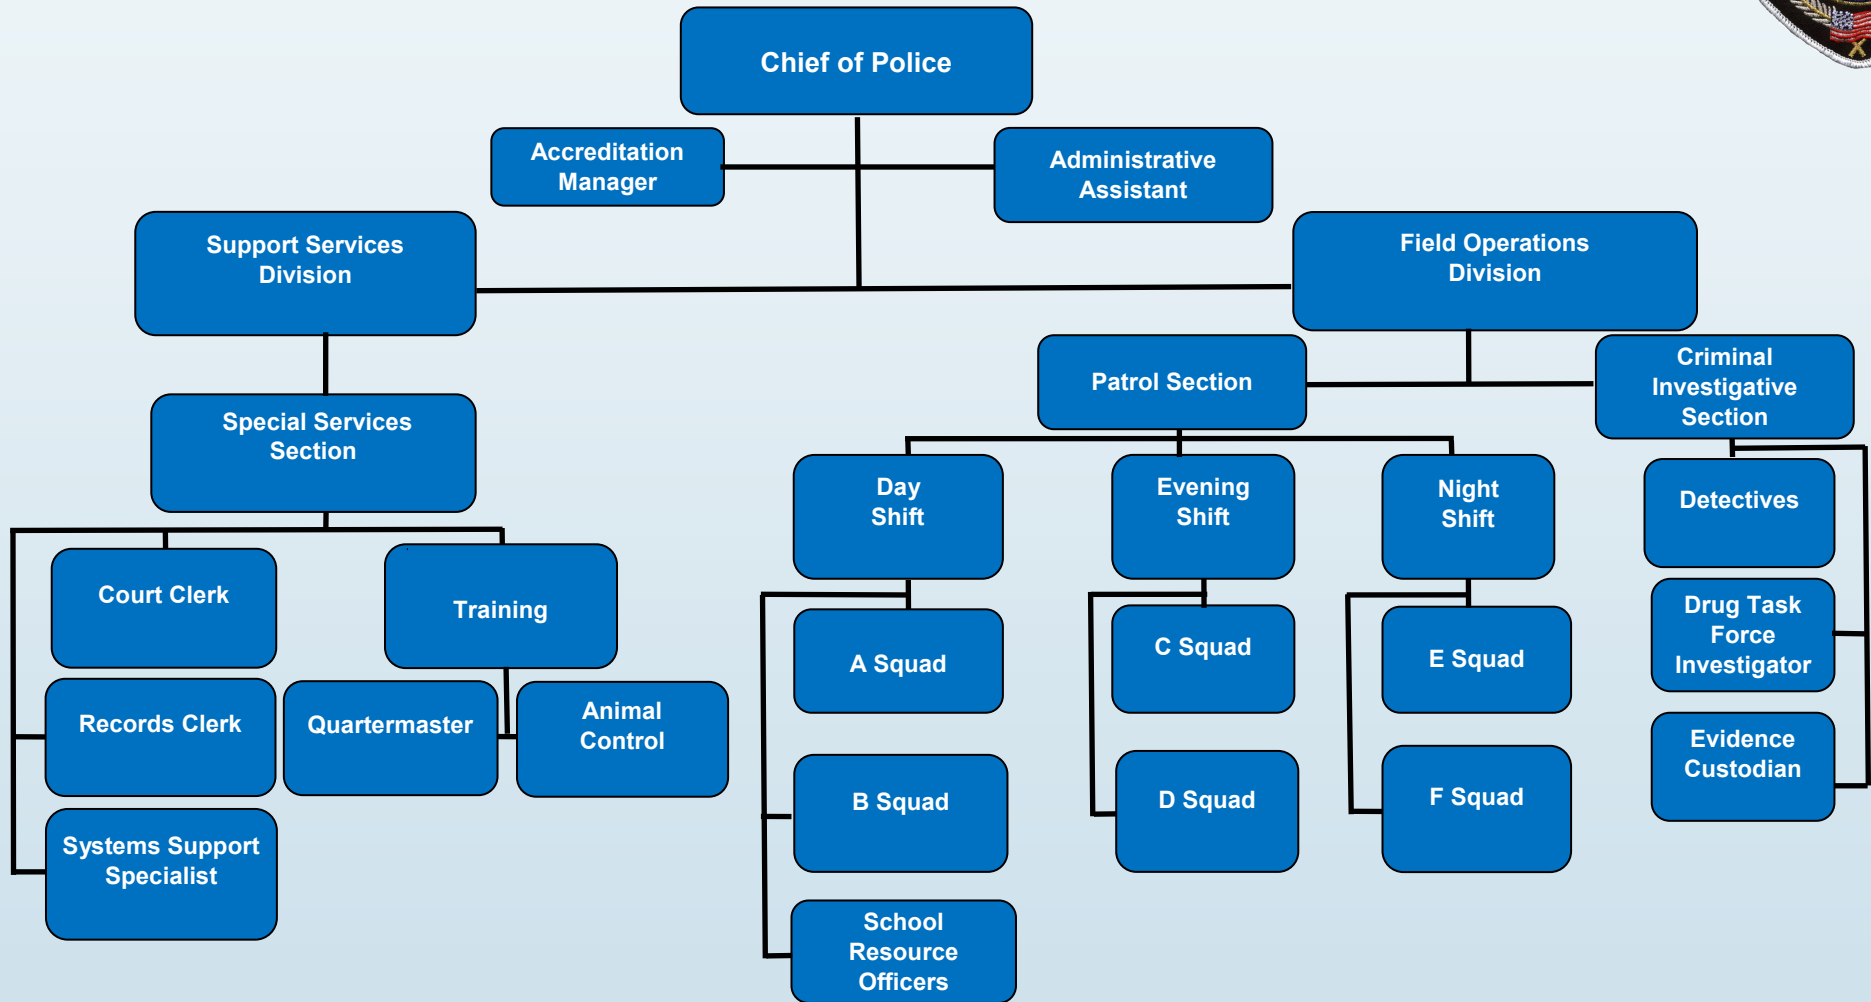 Chief of Police
Accreditation
Manager
Administrative
Assistant
Support Services
Division
Field Operations
Division
Special Services
Section
Patrol Section
Criminal
Investigative
Section
Court Clerk
Training
Records Clerk
Quartermaster
Animal
Control
Systems Support
Specialist
Day
Shift
Evening
Shift
Night
Shift
Detectives
A Squad
C Squad
E Squad
Drug Task
Force
Investigator
B Squad
D Squad
F Squad
Evidence
Custodian
School
Resource
Officers